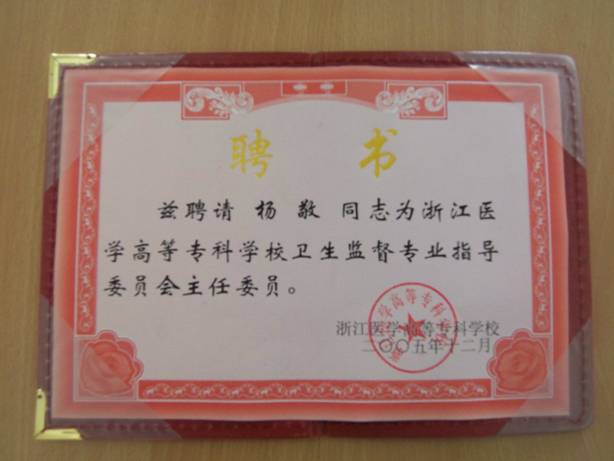 聘 书
兹聘请 杨 敬 同志为浙江医
学高等专科学校卫生监督专业指导
委员会主任委员。
浙江医学高等专科学校
二〇〇五年十二月